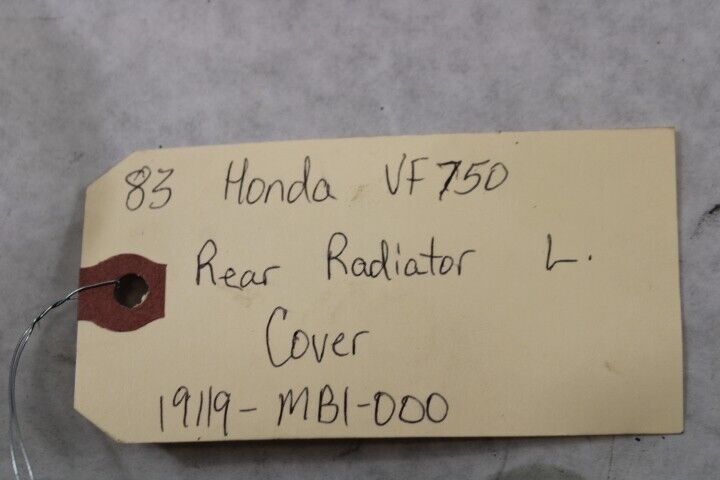 83 Honda VF750
Rear Radiator L.
Cover
19119-MB1-000